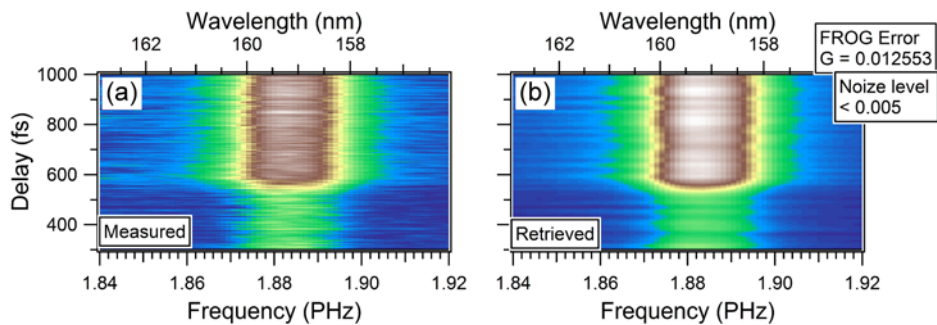 Wavelength (nm)
162 160 158
(a)
Measured
Delay (fs)
1000
800
600
400
1.84 1.86 1.88 1.90 1.92
Frequency (PHz)
Wavelength (nm)
162 160 158
(b)
Retrieved
1.84 1.86 1.88 1.90 1.92
Frequency (PHz)
FROG Error
G = 0.012553
Noize level
< 0.005